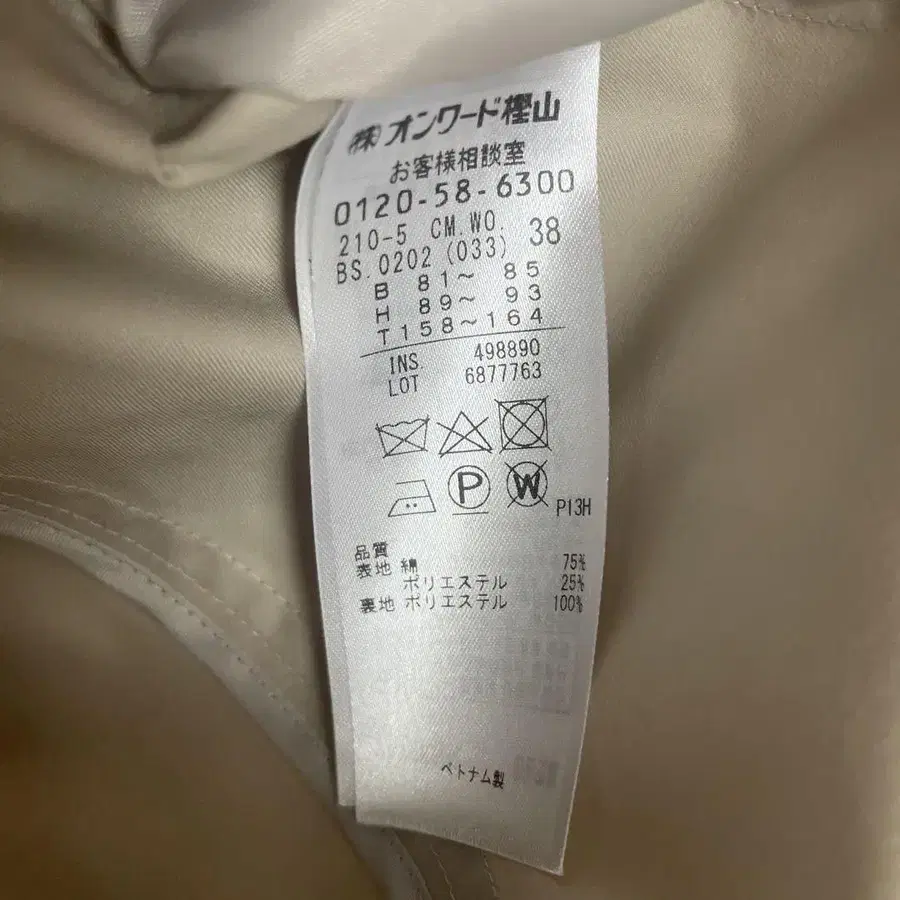 ㈱オンワード樫山
お客様相談室
0120-58-6300
210-5 CM.WO. 38
BS.0202 (033)
B 81～ 85
H 89～ 93
T158～164
INS. 498890
LOT 6877763
P
W
P13H
品質
表地 綿 75%
ポリエステル 25%
裏地 ポリエステル 100%
ベトナム製